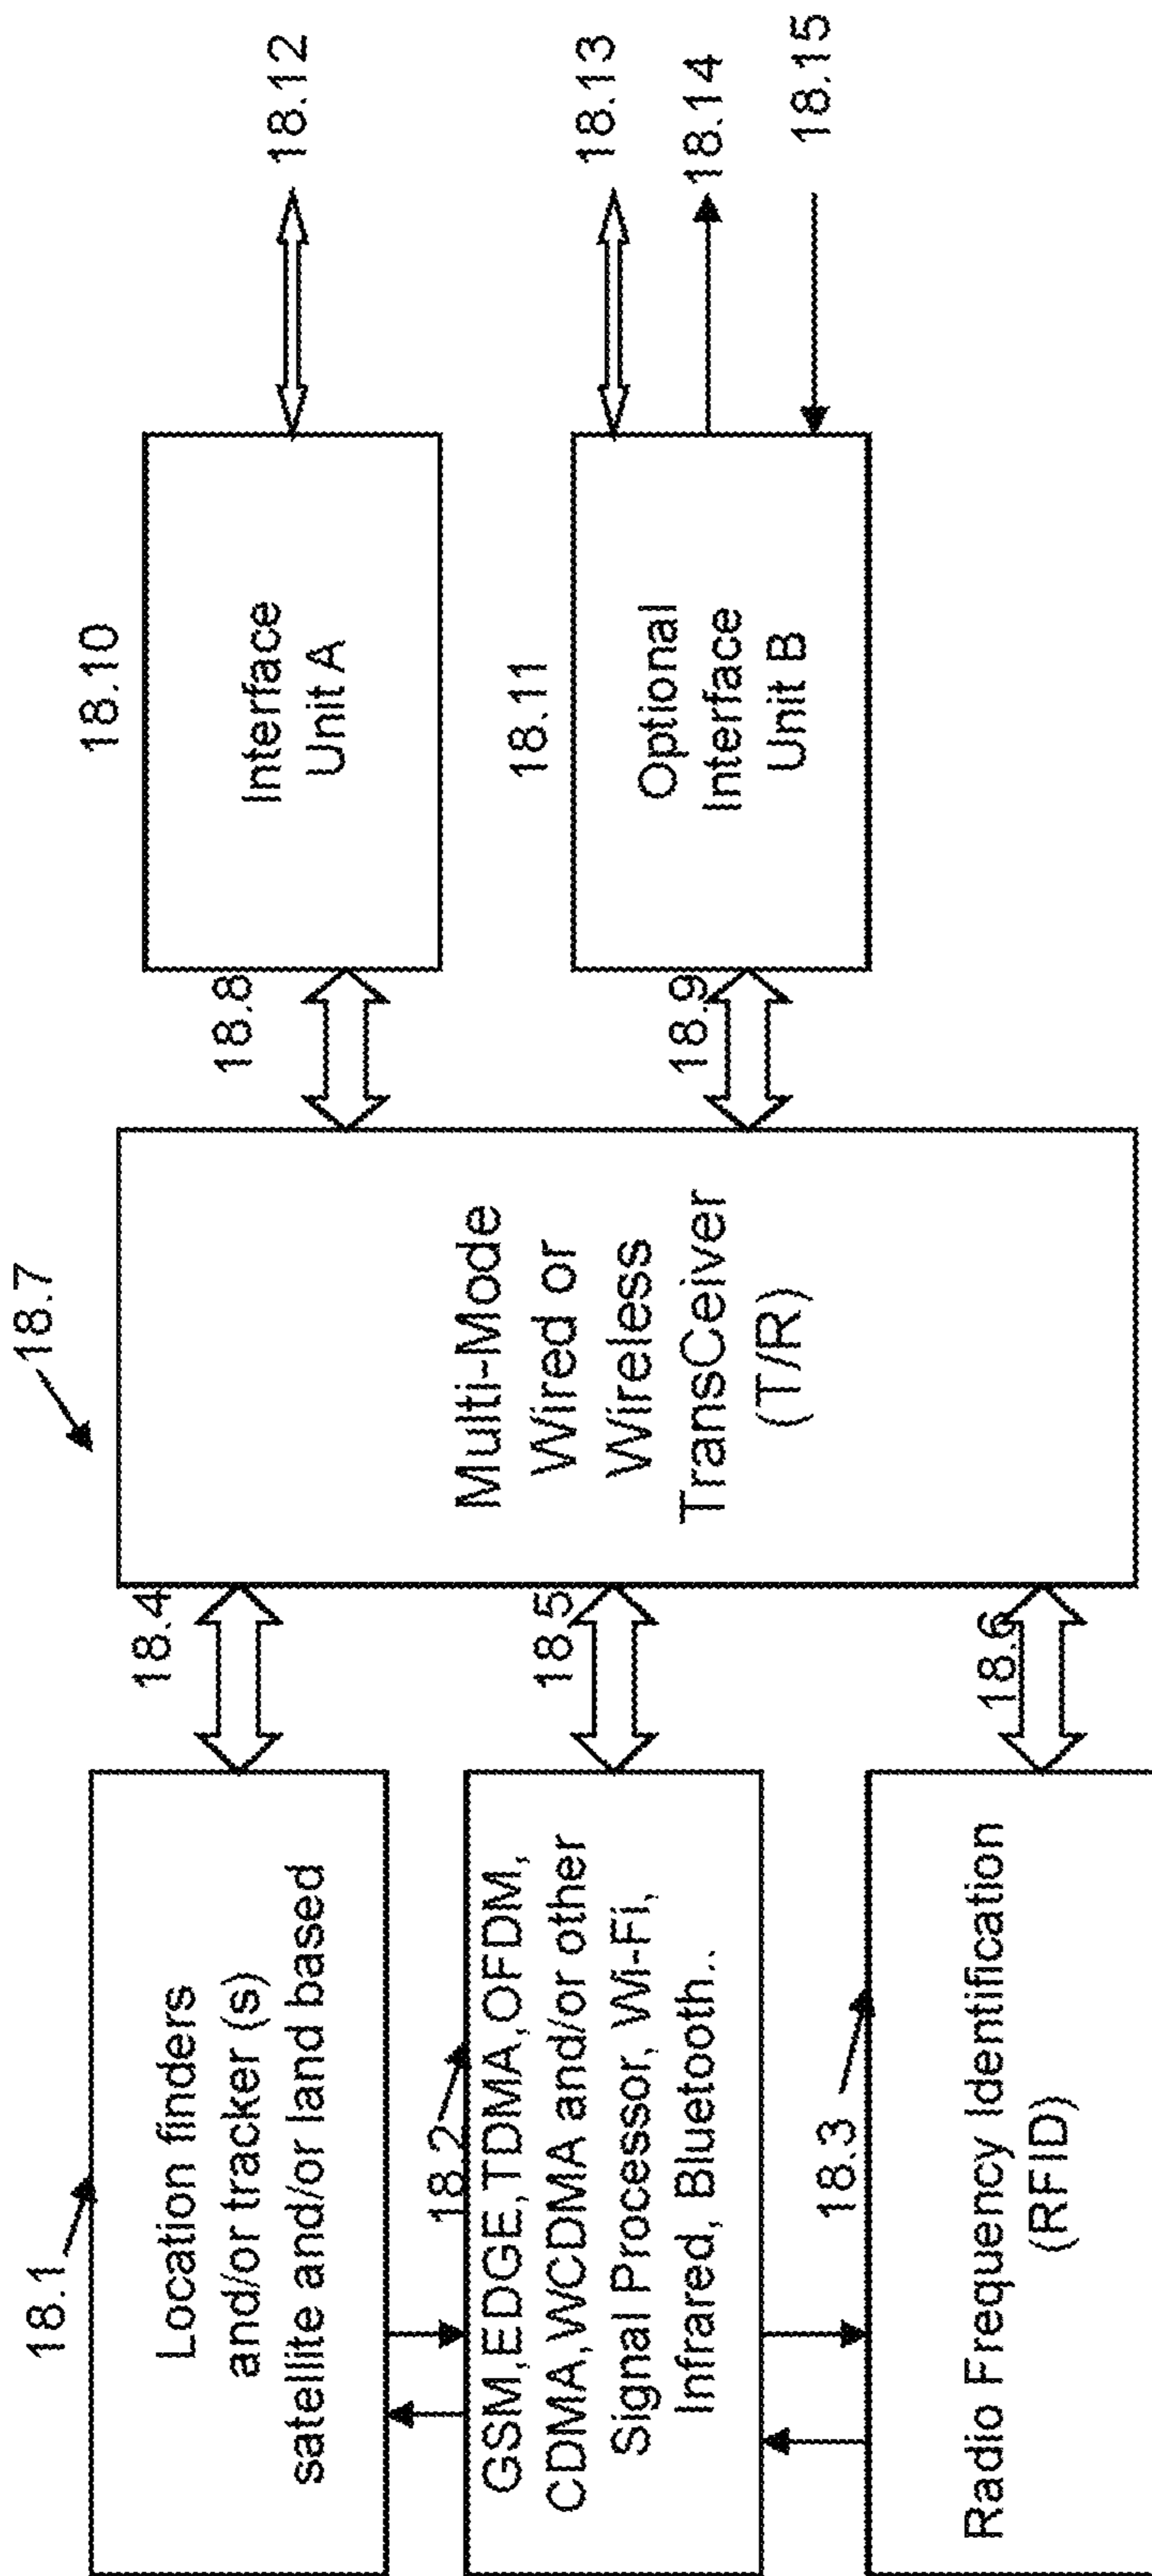 18.1
Location finders
and/or tracker (s)
satellite and/or land based
18.2
GSM,EDGE,TDMA,OFDM,
CDMA,WCDMA and/or other
Signal Processor, Wi-Fi,
Infrared, Bluetooth..
18.3
Radio Frequency Identification
(RFID)
18.4
18.5
18.6
18.7
Multi-Mode
Wired or
Wireless
TransCeiver
(T/R)
18.8
18.9
18.10
Interface
Unit A
18.11
Optional
Interface
Unit B
18.12
18.13
18.14
18.15